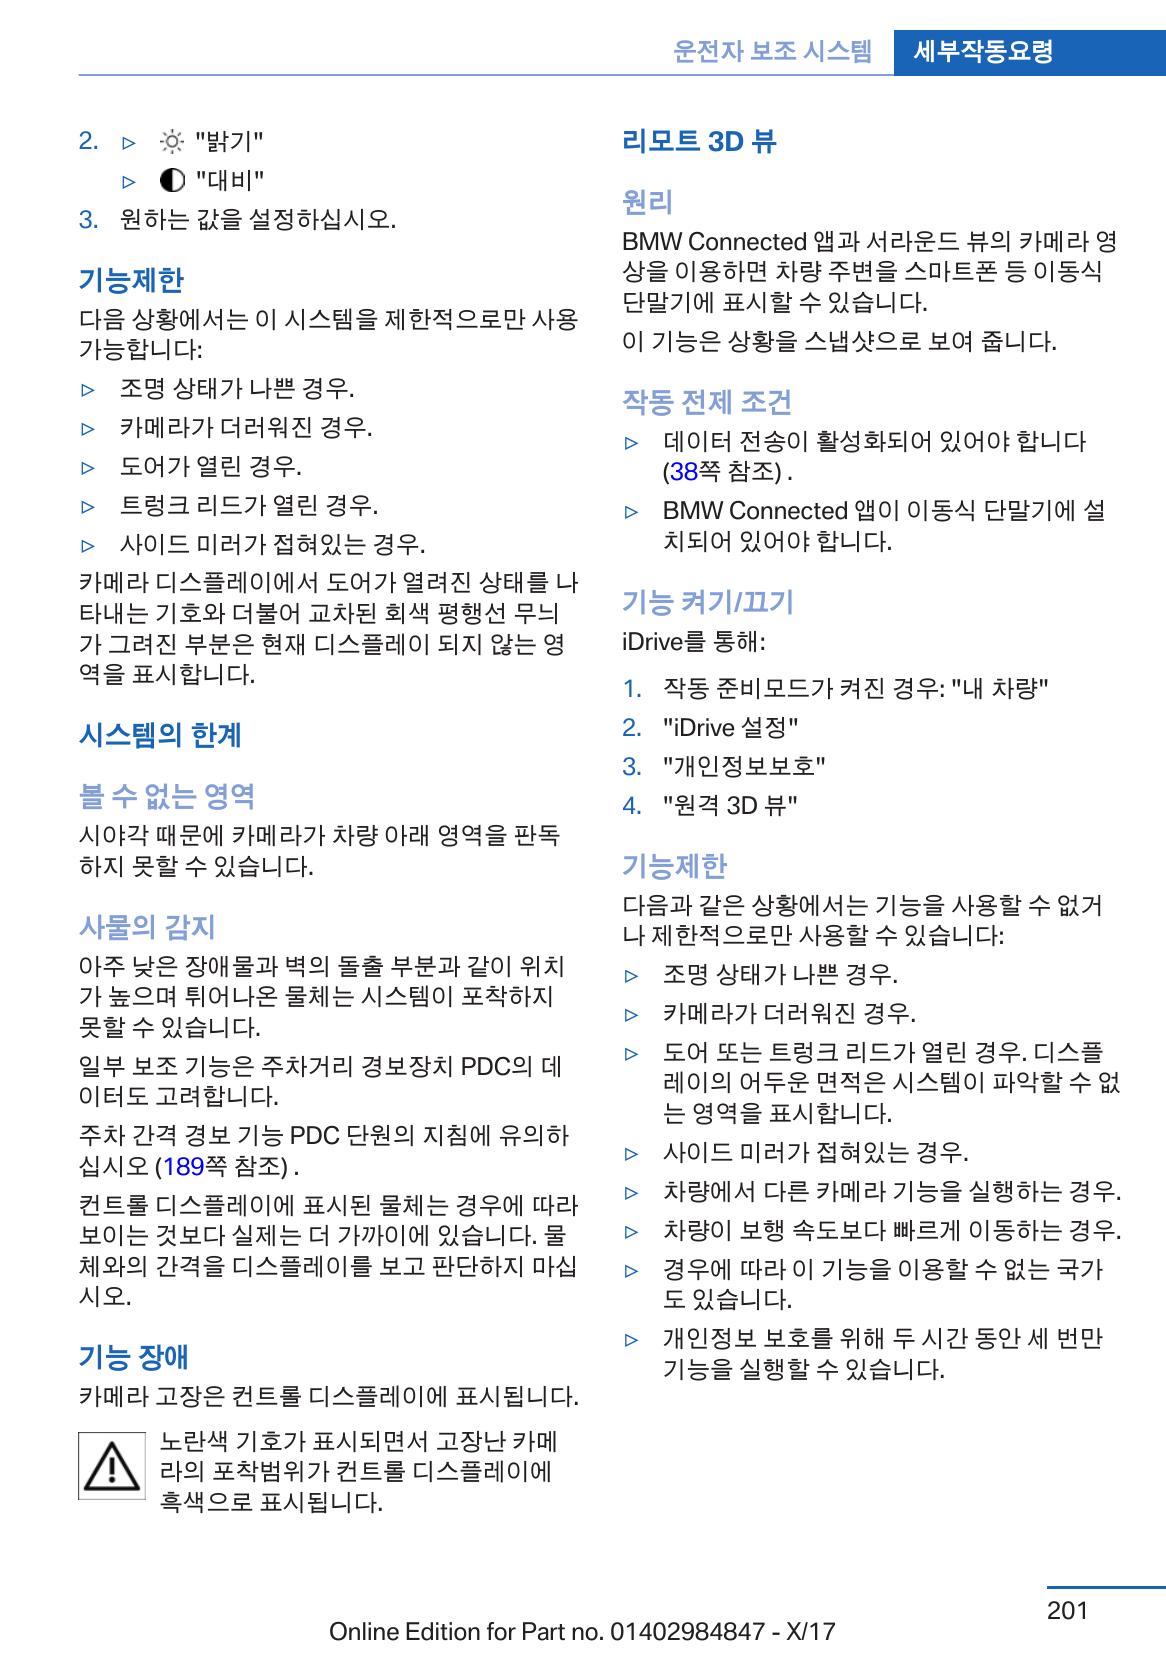 운전자 보조 시스템 세부작동요령
2. ▷ "밝기"
▷ "대비"
3. 원하는 값을 설정하십시오.
기능제한
다음 상황에서는 이 시스템을 제한적으로만 사용
가능합니다:
▷ 조명 상태가 나쁜 경우.
▷ 카메라가 더러워진 경우.
▷ 도어가 열린 경우.
▷ 트렁크 리드가 열린 경우.
▷ 사이드 미러가 접혀있는 경우.
카메라 디스플레이에서 도어가 열려진 상태를 나
타내는 기호와 더불어 교차된 회색 평행선 무늬
가 그려진 부분은 현재 디스플레이 되지 않는 영
역을 표시합니다.
시스템의 한계
볼 수 없는 영역
시야각 때문에 카메라가 차량 아래 영역을 판독
하지 못할 수 있습니다.
사물의 감지
아주 낮은 장애물과 벽의 돌출 부분과 같이 위치
가 높으며 튀어나온 물체는 시스템이 포착하지
못할 수 있습니다.
일부 보조 기능은 주차거리 경보장치 PDC의 데
이터도 고려합니다.
주차 간격 경보 기능 PDC 단원의 지침에 유의하
십시오 (189쪽 참조) .
컨트롤 디스플레이에 표시된 물체는 경우에 따라
보이는 것보다 실제는 더 가까이에 있습니다. 물
체와의 간격을 디스플레이를 보고 판단하지 마십
시오.
기능 장애
카메라 고장은 컨트롤 디스플레이에 표시됩니다.
노란색 기호가 표시되면서 고장난 카메
라의 포착범위가 컨트롤 디스플레이에
흑색으로 표시됩니다.
리모트 3D 뷰
원리
BMW Connected 앱과 서라운드 뷰의 카메라 영
상을 이용하면 차량 주변을 스마트폰 등 이동식
단말기에 표시할 수 있습니다.
이 기능은 상황을 스냅샷으로 보여 줍니다.
작동 전제 조건
▷ 데이터 전송이 활성화되어 있어야 합니다
(38쪽 참조) .
▷ BMW Connected 앱이 이동식 단말기에 설
치되어 있어야 합니다.
기능 켜기/끄기
iDrive를 통해:
1. 작동 준비모드가 켜진 경우: "내 차량"
2. "iDrive 설정"
3. "개인정보보호"
4. "원격 3D 뷰"
기능제한
다음과 같은 상황에서는 기능을 사용할 수 없거
나 제한적으로만 사용할 수 있습니다:
▷ 조명 상태가 나쁜 경우.
▷ 카메라가 더러워진 경우.
▷ 도어 또는 트렁크 리드가 열린 경우. 디스플
레이의 어두운 면적은 시스템이 파악할 수 없
는 영역을 표시합니다.
▷ 사이드 미러가 접혀있는 경우.
▷ 차량에서 다른 카메라 기능을 실행하는 경우.
▷ 차량이 보행 속도보다 빠르게 이동하는 경우.
▷ 경우에 따라 이 기능을 이용할 수 없는 국가
도 있습니다.
▷ 개인정보 보호를 위해 두 시간 동안 세 번만
기능을 실행할 수 있습니다.
201
Online Edition for Part no. 01402984847 - X/17